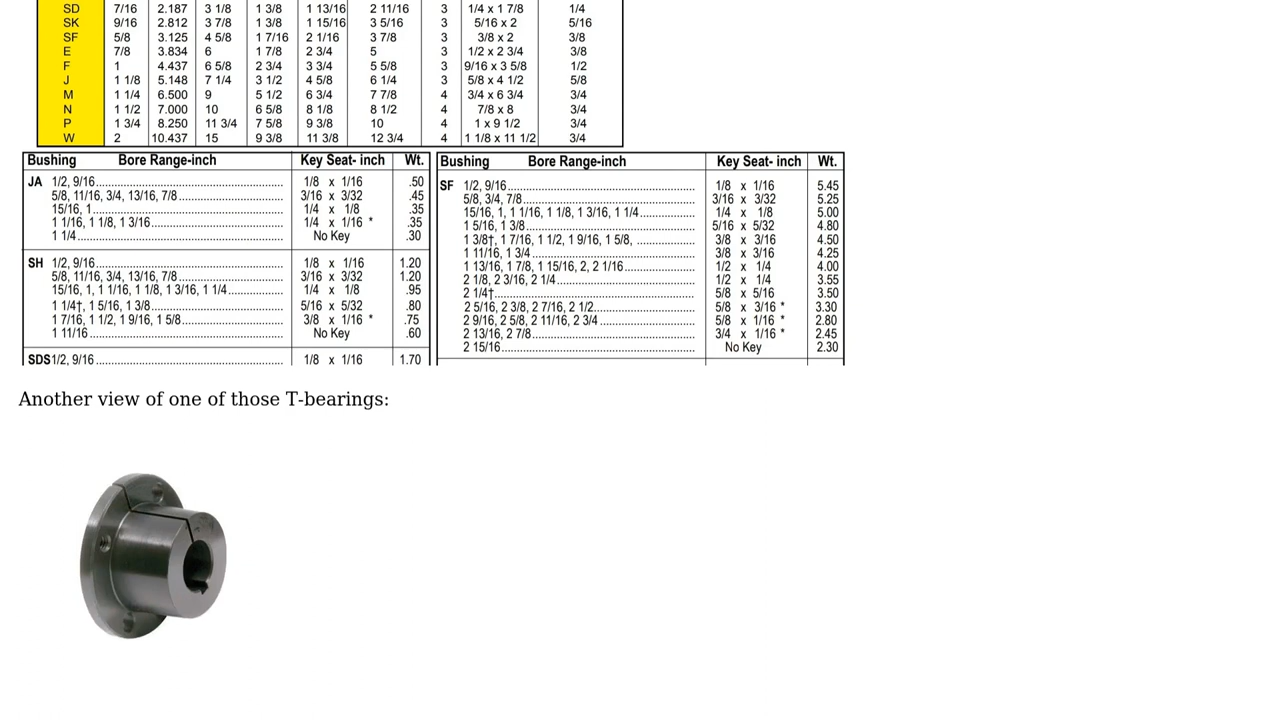 SD 7/16 2.187 3 1/8 1 3/8 1 13/16 2 11/16 3 1/4 x 1 7/8 1/4
SK 9/16 2.812 3 7/8 1 3/8 1 15/16 3 5/16 3 5/16 x 2 5/16
SF 5/8 3.125 4 5/8 1 7/16 2 1/16 3 7/8 3 3/8 x 2 3/8
E 7/8 3.834 6 1 7/8 2 3/4 5 3 1/2 x 2 3/4 3/8
F 1 4.437 6 5/8 2 3/4 3 3/4 5 5/8 3 9/16 x 3 5/8 1/2
J 1 1/8 5.148 7 1/4 3 1/2 4 5/8 6 1/4 3 5/8 x 4 1/2 5/8
M 1 1/4 6.500 9 5 1/2 6 3/4 7 7/8 4 3/4 x 6 3/4 3/4
N 1 1/2 7.000 10 6 5/8 8 1/8 8 1/2 4 7/8 x 8 3/4
P 1 3/4 8.250 11 3/4 7 5/8 9 3/8 10 4 1 x 9 1/2 3/4
W 2 10.437 15 9 3/8 11 3/8 12 3/4 4 1 1/8 x 11 1/2 3/4
Bushing Bore Range-inch Key Seat- inch Wt.
JA 1/2, 9/16 1/8 x 1/16 .50
5/8, 11/16, 3/4, 13/16, 7/8 3/16 x 3/32 .45
15/16, 1 1/4 x 1/8 .35
1 1/16, 1 1/8, 1 3/16 1/4 x 1/16 * .35
1 1/4 No Key .30
SH 1/2, 9/16 1/8 x 1/16 1.20
5/8, 11/16, 3/4, 13/16, 7/8 3/16 x 3/32 1.20
15/16, 1, 1 1/16, 1 1/8, 1 3/16, 1 1/4 1/4 x 1/8 .95
1 1/4†, 1 5/16, 1 3/8 5/16 x 5/32 .80
1 7/16, 1 1/2, 1 9/16, 1 5/8 3/8 x 1/16 * .75
1 11/16 No Key .60
SDS 1/2, 9/16 1/8 x 1/16 1.70
Bushing Bore Range-inch Key Seat- inch Wt.
SF 1/2, 9/16 1/8 x 1/16 5.45
5/8, 3/4, 7/8 3/16 x 3/32 5.25
15/16, 1, 1 1/16, 1 1/8, 1 3/16, 1 1/4 1/4 x 1/8 5.00
1 5/16, 1 3/8 5/16 x 5/32 4.80
1 3/8†, 1 7/16, 1 1/2, 1 9/16, 1 5/8, 3/8 x 3/16 4.50
1 11/16, 1 3/4 3/8 x 3/16 4.25
1 13/16, 1 7/8, 1 15/16, 2, 2 1/16 1/2 x 1/4 4.00
2 1/8, 2 3/16, 2 1/4 1/2 x 1/4 3.55
2 1/4† 5/8 x 5/16 3.50
2 5/16, 2 3/8, 2 7/16, 2 1/2 5/8 x 3/16 * 3.30
2 9/16, 2 5/8, 2 11/16, 2 3/4 5/8 x 1/16 * 2.80
2 13/16, 2 7/8 3/4 x 1/16 * 2.45
2 15/16 No Key 2.30
Another view of one of those T-bearings: